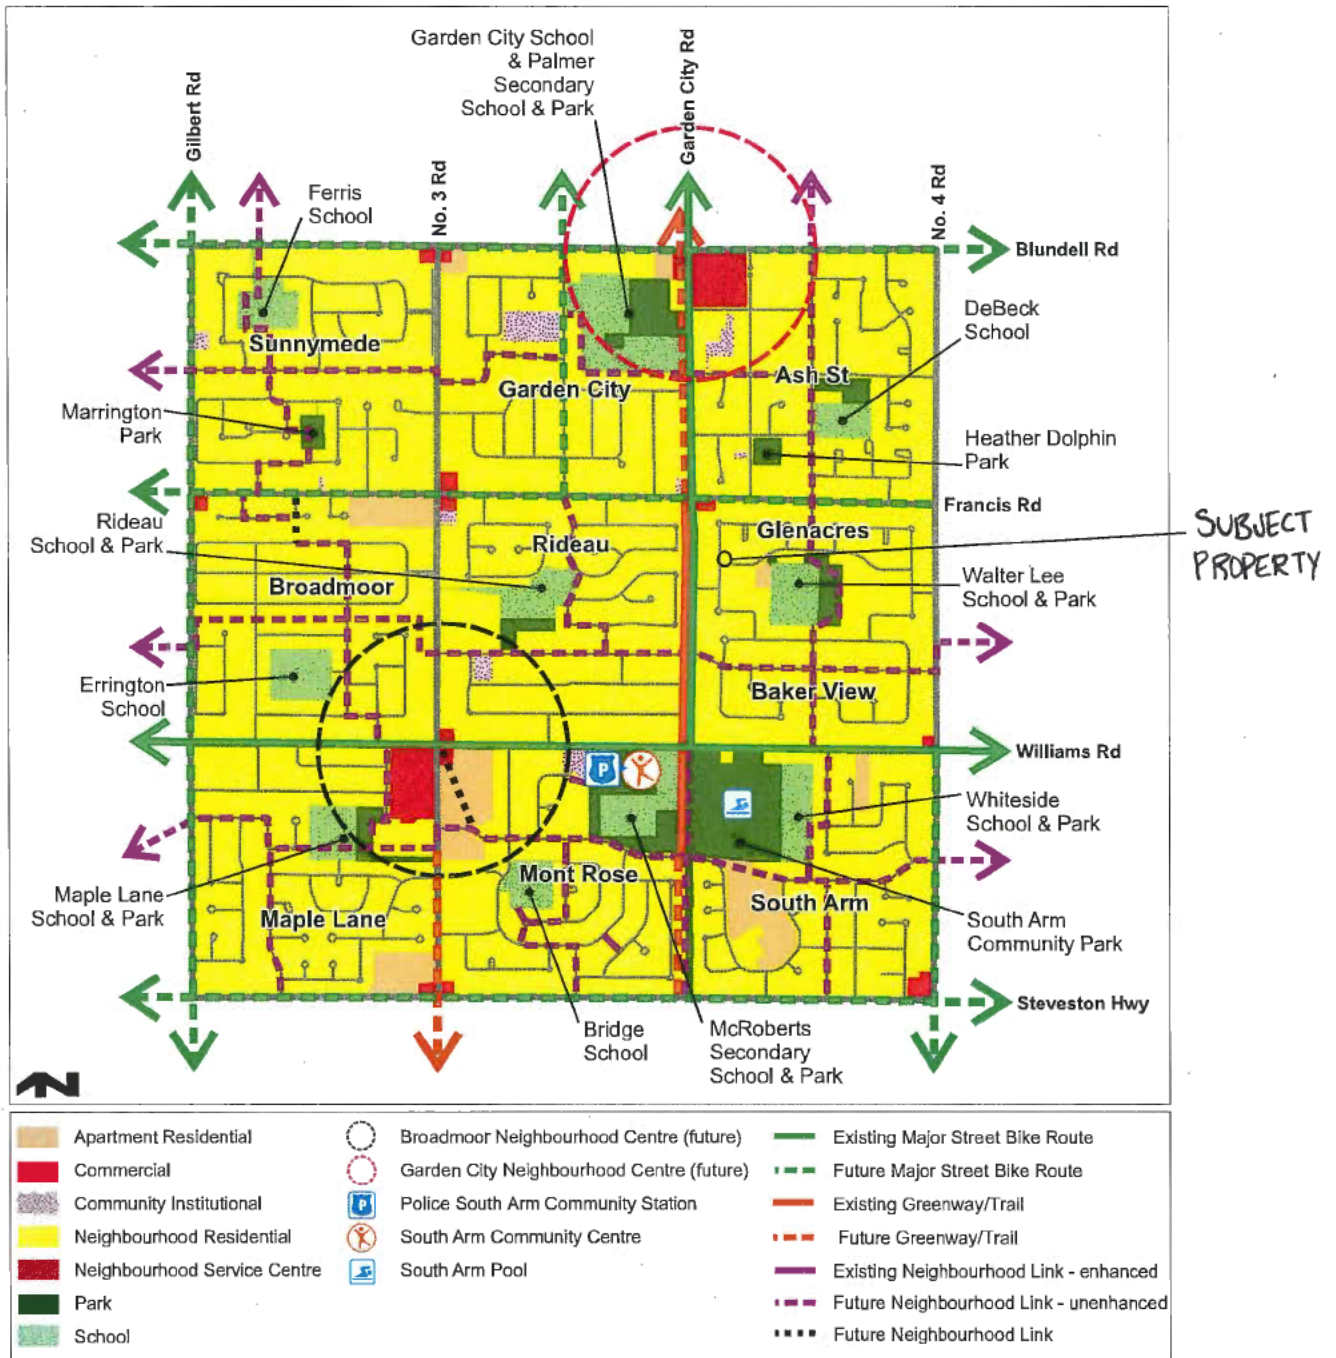 Garden City School
& Palmer
Secondary
School & Park
Gilbert Rd
Garden City Rd
No. 3 Rd
No. 4 Rd
Ferris
School
Blundell Rd
DeBeck
School
Sunnymede
Garden City
Ash St
Marrington
Park
Heather Dolphin
Park
Francis Rd
SUBJECT
PROPERTY
Rideau
School & Park
Rideau
Glenacres
Broadmoor
Walter Lee
School & Park
Errington
School
Baker View
Williams Rd
P
Whiteside
School & Park
Maple Lane
School & Park
Mont Rose
Maple Lane
South Arm
South Arm
Community Park
Steveston Hwy
Bridge
School
McRoberts
Secondary
School & Park
N
Apartment Residential
Commercial
Community Institutional
Neighbourhood Residential
Neighbourhood Service Centre
Park
School
Broadmoor Neighbourhood Centre (future)
Garden City Neighbourhood Centre (future)
P
Police South Arm Community Station
South Arm Community Centre
South Arm Pool
Existing Major Street Bike Route
Future Major Street Bike Route
Existing Greenway/Trail
Future Greenway/Trail
Existing Neighbourhood Link - enhanced
Future Neighbourhood Link - unenhanced
Future Neighbourhood Link